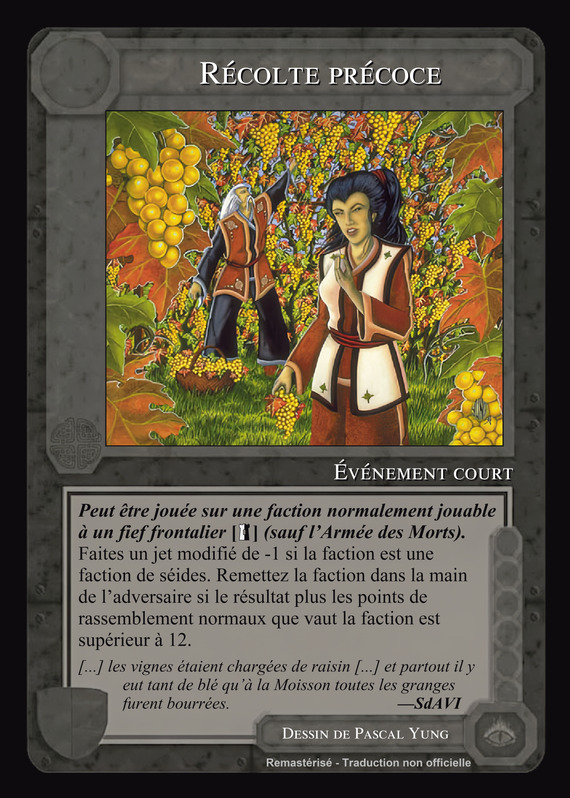 Récolte précoce
Événement court
Peut être jouée sur une faction normalement jouable
à un fief frontalier [] (sauf l'Armée des Morts).
Faites un jet modifié de -1 si la faction est une
faction de séides. Remettez la faction dans la main
de l'adversaire si le résultat plus les points de
rassemblement normaux que vaut la faction est
supérieur à 12.
[...] les vignes étaient chargées de raisin [...] et partout il y
eut tant de blé qu'à la Moisson toutes les granges
furent bourrées. —SdAVI
Dessin de Pascal Yung
Remastérisé - Traduction non officielle